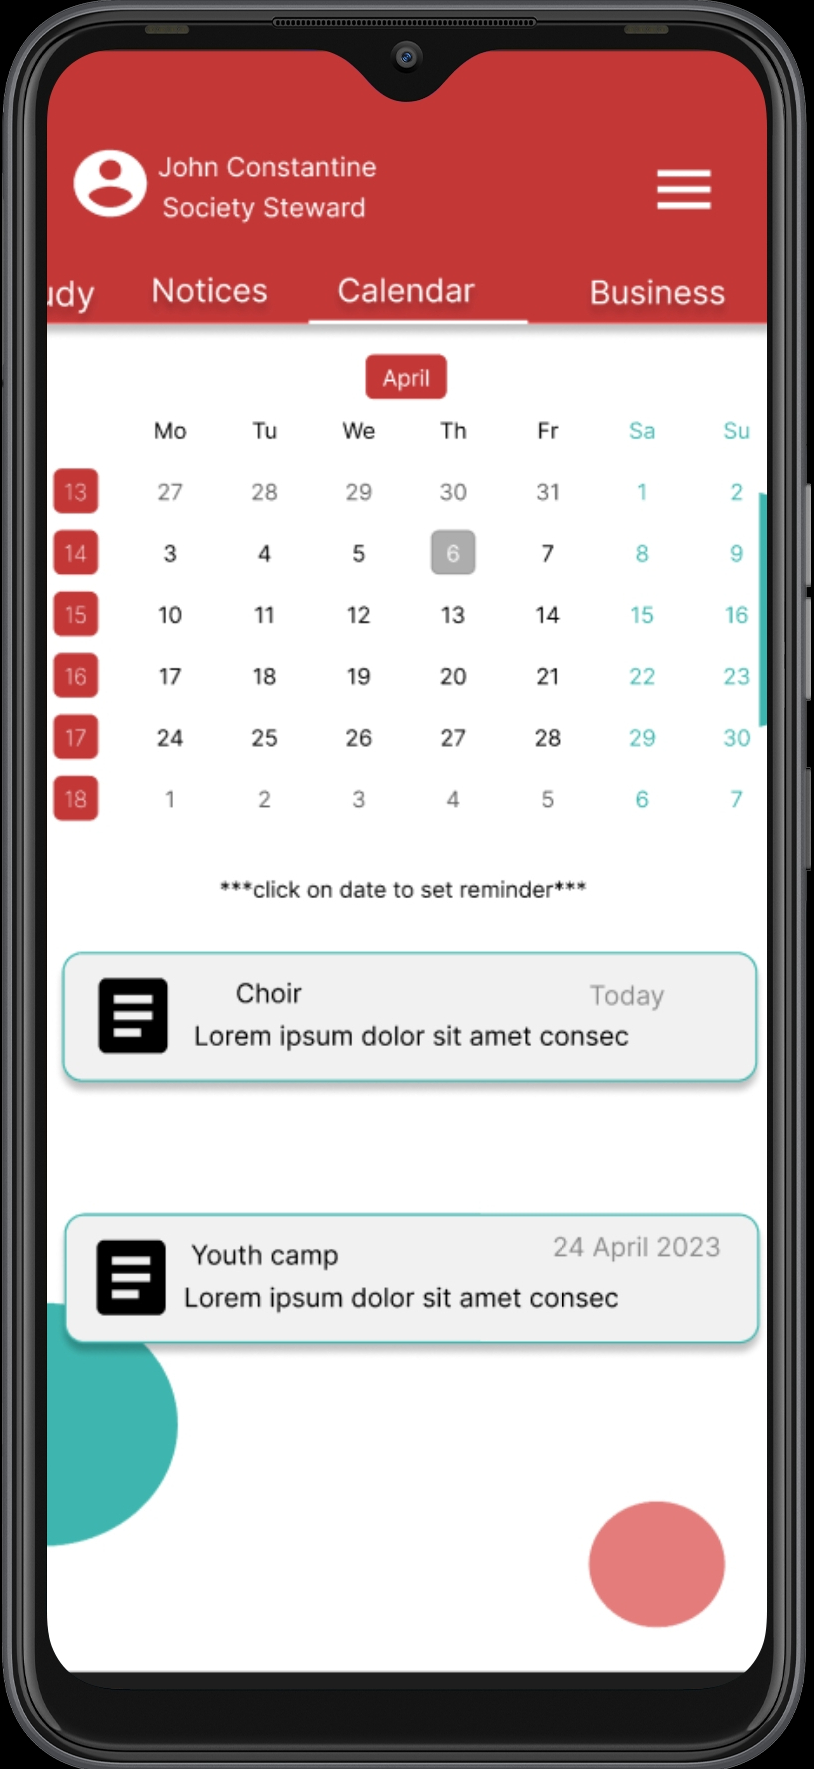 John Constantine
Society Steward
udy Notices Calendar Business
April
Mo Tu We Th Fr Sa Su
13 27 28 29 30 31 1 2
14 3 4 5 6 7 8 9
15 10 11 12 13 14 15 16
16 17 18 19 20 21 22 23
17 24 25 26 27 28 29 30
18 1 2 3 4 5 6 7
***click on date to set reminder***
Choir Today
Lorem ipsum dolor sit amet consec
Youth camp 24 April 2023
Lorem ipsum dolor sit amet consec